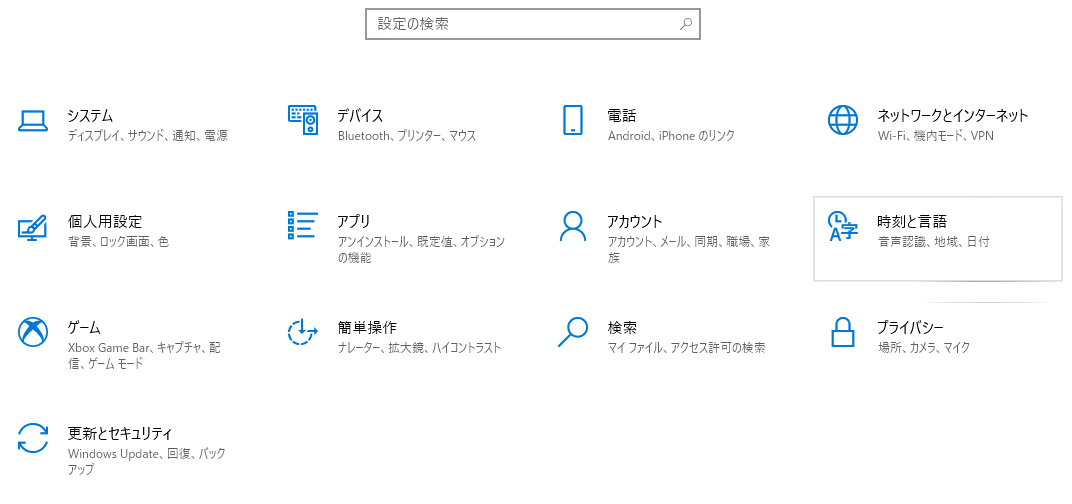 設定の検索
システム
ディスプレイ、サウンド、通知、電源
デバイス
Bluetooth、プリンター、マウス
電話
Android、iPhone のリンク
ネットワークとインターネット
Wi-Fi、機内モード、VPN
個人用設定
背景、ロック画面、色
アプリ
アンインストール、既定値、オプション
の機能
アカウント
アカウント、メール、同期、職場、家
族
時刻と言語
音声認識、地域、日付
ゲーム
Xbox Game Bar、キャプチャ、配
信、ゲーム モード
簡単操作
ナレーター、拡大鏡、ハイコントラスト
検索
マイ ファイル、アクセス許可の検索
プライバシー
場所、カメラ、マイク
更新とセキュリティ
Windows Update、回復、バック
アップ